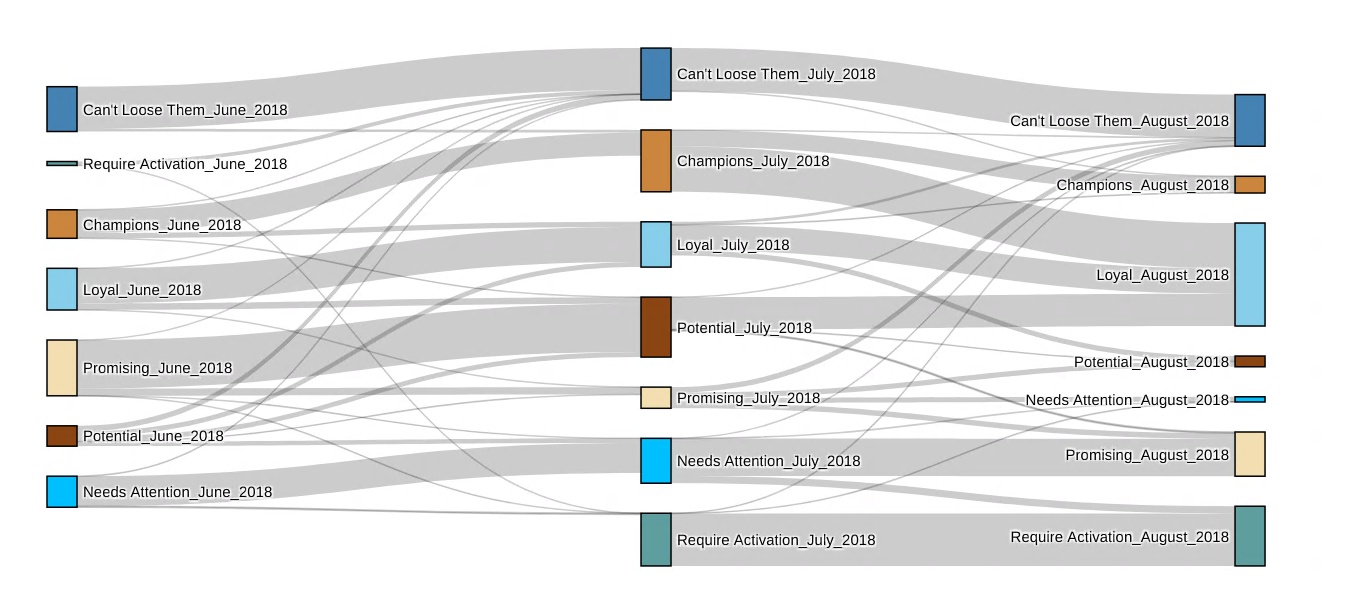 Can't Loose Them_June_2018
Require Activation_June_2018
Champions_June_2018
Loyal_June_2018
Promising_June_2018
Potential_June_2018
Needs Attention_June_2018
Can't Loose Them_July_2018
Champions_July_2018
Loyal_July_2018
Potential_July_2018
Promising_July_2018
Needs Attention_July_2018
Require Activation_July_2018
Can't Loose Them_August_2018
Champions_August_2018
Loyal_August_2018
Potential_August_2018
Needs Attention_August_2018
Promising_August_2018
Require Activation_August_2018